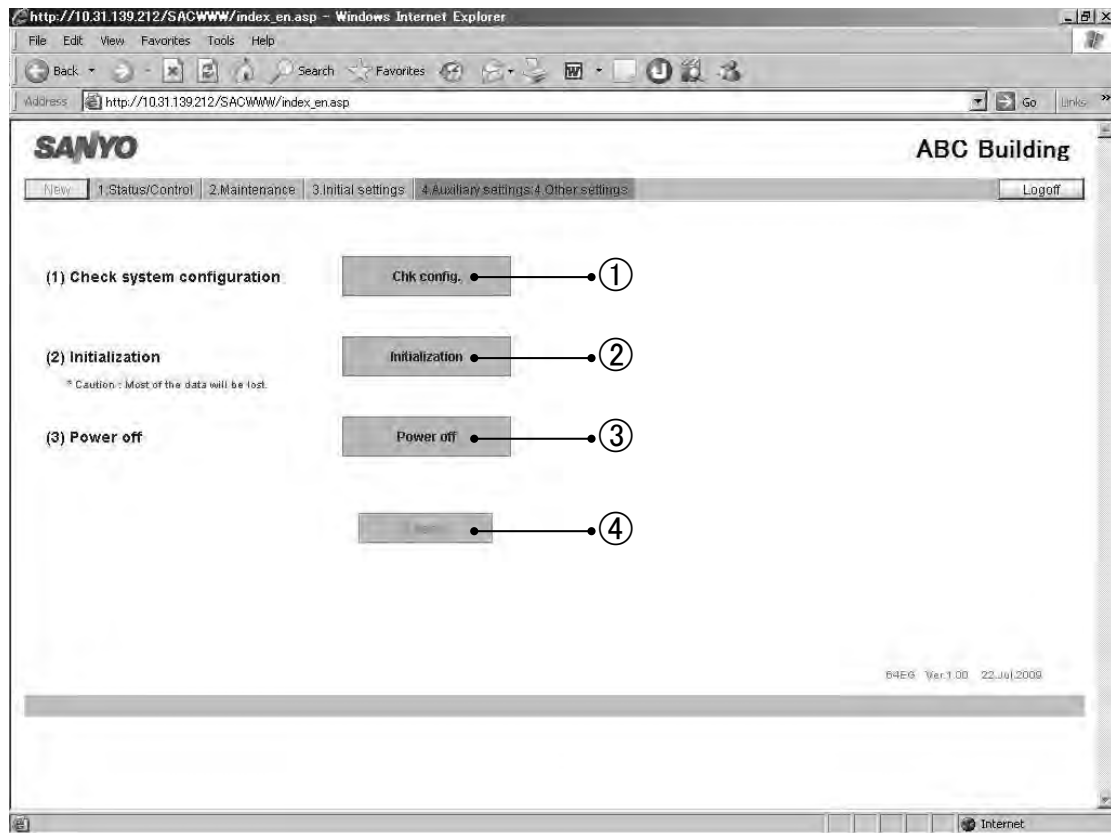 http://10.31.139.212/SACWWW/index_en.asp - Windows Internet Explorer
File Edit View Favorites Tools Help
Back Search Favorites
Address http://10.31.139.212/SACWWW/index_en.asp Go Links »
SANYO ABC Building
New 1.Status/Control 2.Maintenance 3.Initial settings 4.Auxiliary settings:4.Other settings Logoff
(1) Check system configuration Chk config. ①
(2) Initialization Initialization ②
* Caution : Most of the data will be lost.
(3) Power off Power off ③
④
64EG Ver.1.00 22.Jul.2009
Internet